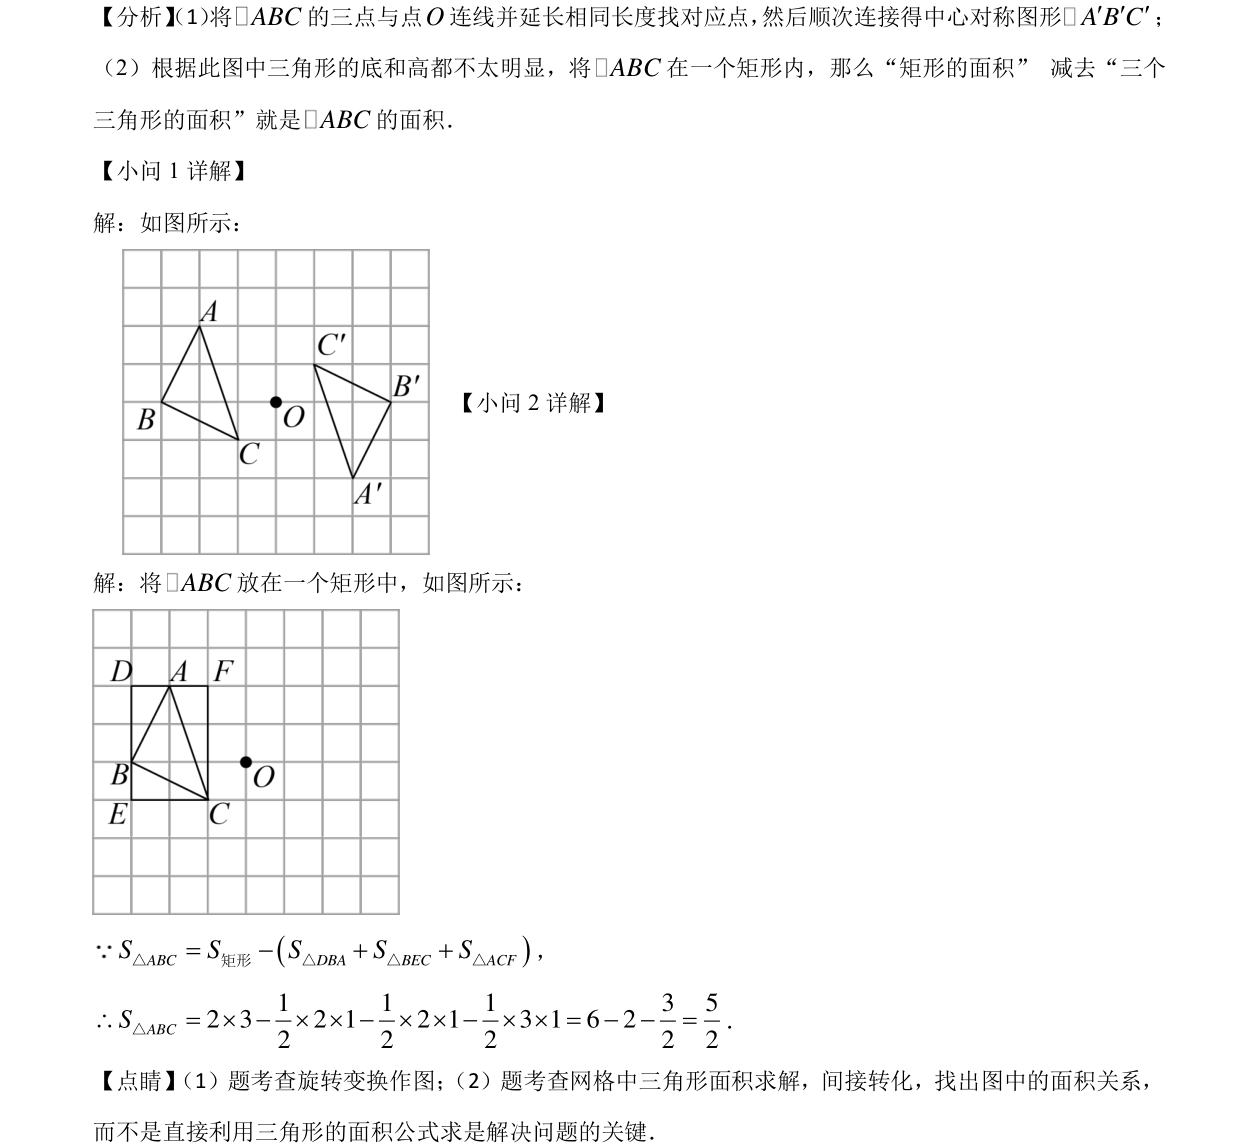 【分析】(1)将□ABC的三点与点O连线并延长相同长度找对应点,然后顺次连接得中心对称图形□A′B′C′；
（2）根据此图中三角形的底和高都不太明显，将□ABC在一个矩形内，那么“矩形的面积” 减去“三个
三角形的面积”就是□ABC的面积．
【小问1详解】
解：如图所示：
A
C′
B′
B
O
C
A′
【小问2详解】
解：将□ABC放在一个矩形中，如图所示：
D A F
B
O
E C
∵S△ABC = S矩形 −(S△DBA + S△BEC + S△ACF)，
∴S△ABC = 2×3−1/2×2×1−1/2×2×1−1/2×3×1=6−2−3/2=5/2．
【点睛】（1）题考查旋转变换作图；（2）题考查网格中三角形面积求解，间接转化，找出图中的面积关系，
而不是直接利用三角形的面积公式求是解决问题的关键．